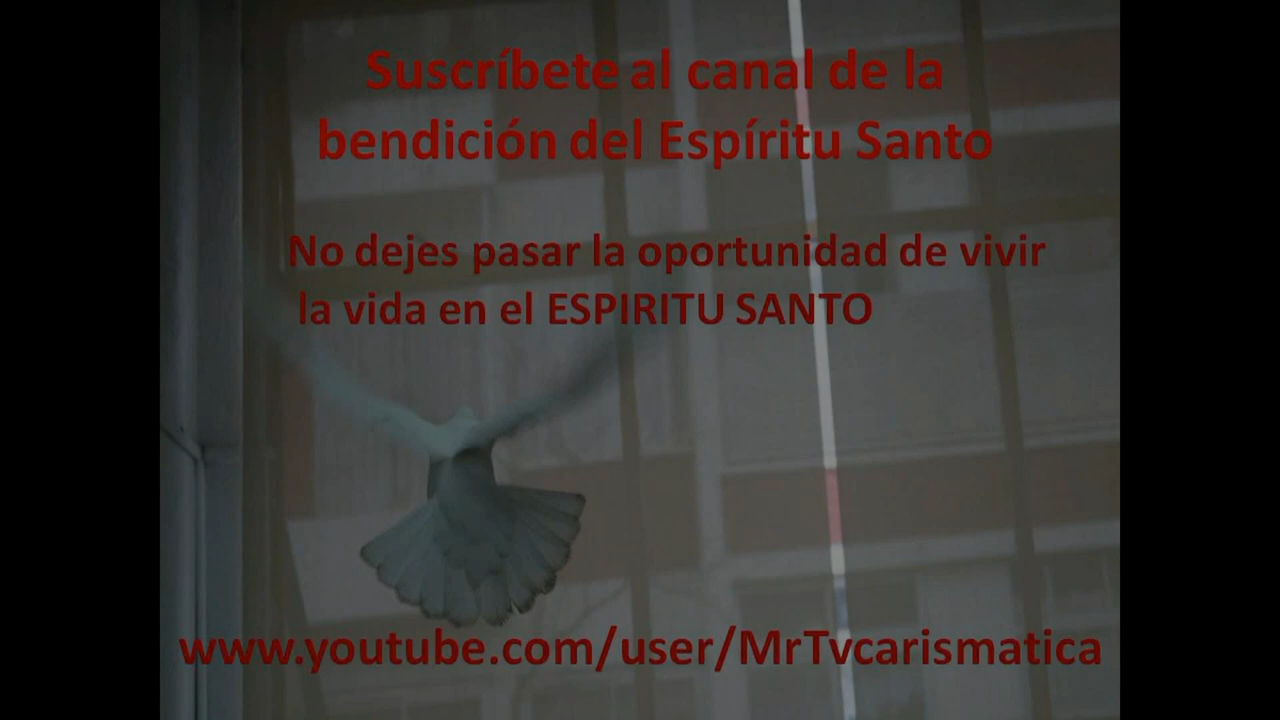 Suscríbete al canal de la
bendición del Espíritu Santo
No dejes pasar la oportunidad de vivir
la vida en el ESPIRITU SANTO
www.youtube.com/user/MrTvcarismatica